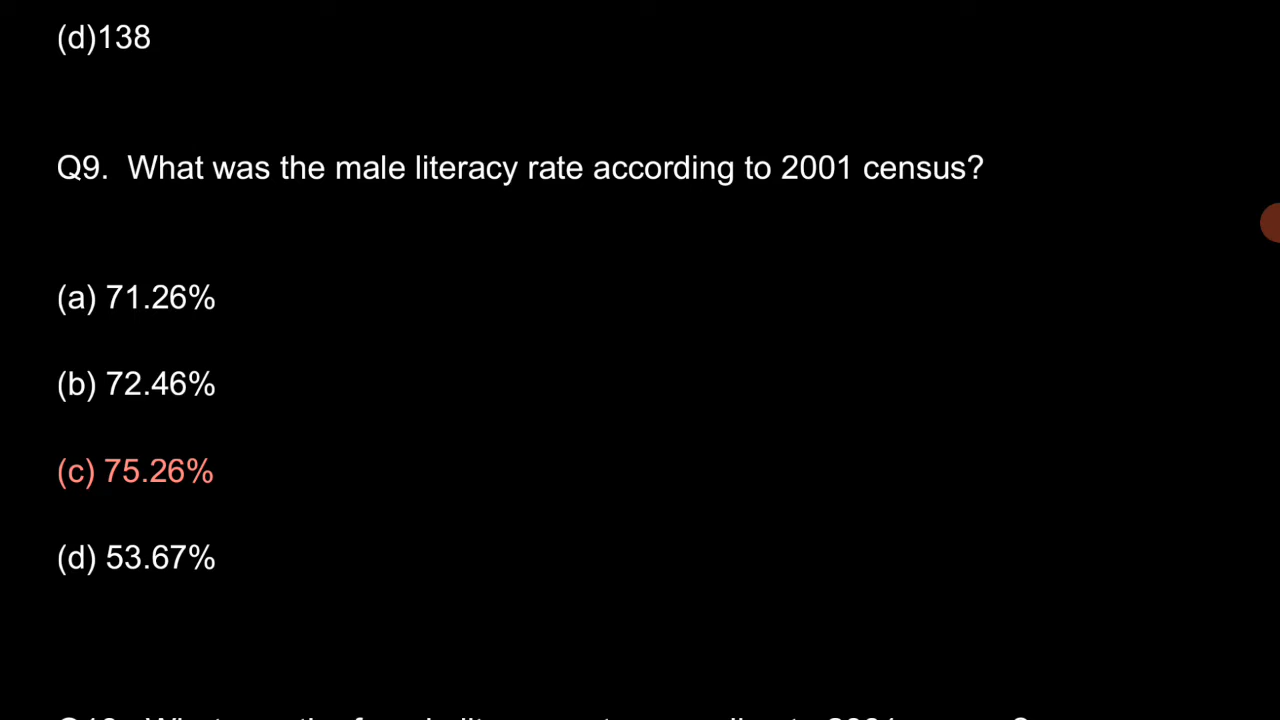 (d)138
Q9.  What was the male literacy rate according to 2001 census?
(a) 71.26%
(b) 72.46%
(c) 75.26%
(d) 53.67%